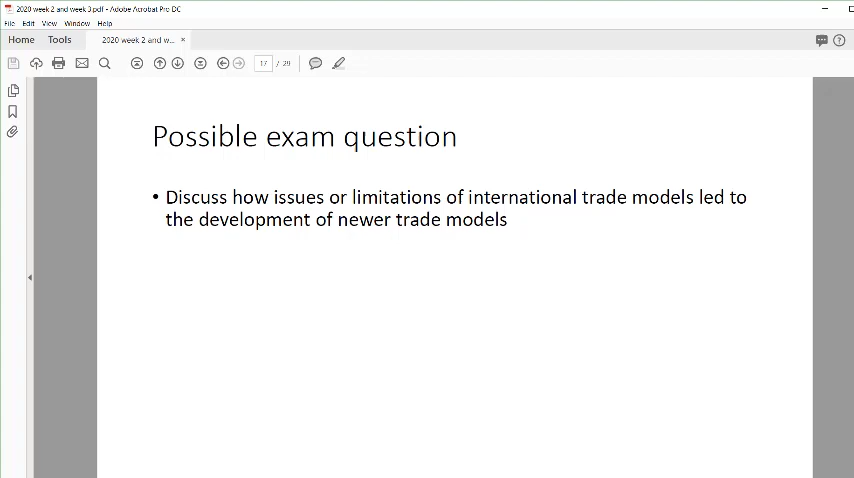 2020 week 2 and week 3.pdf - Adobe Acrobat Pro DC
File Edit View Window Help
Home Tools 2020 week 2 and w... ×
17 / 29
Possible exam question
• Discuss how issues or limitations of international trade models led to
the development of newer trade models